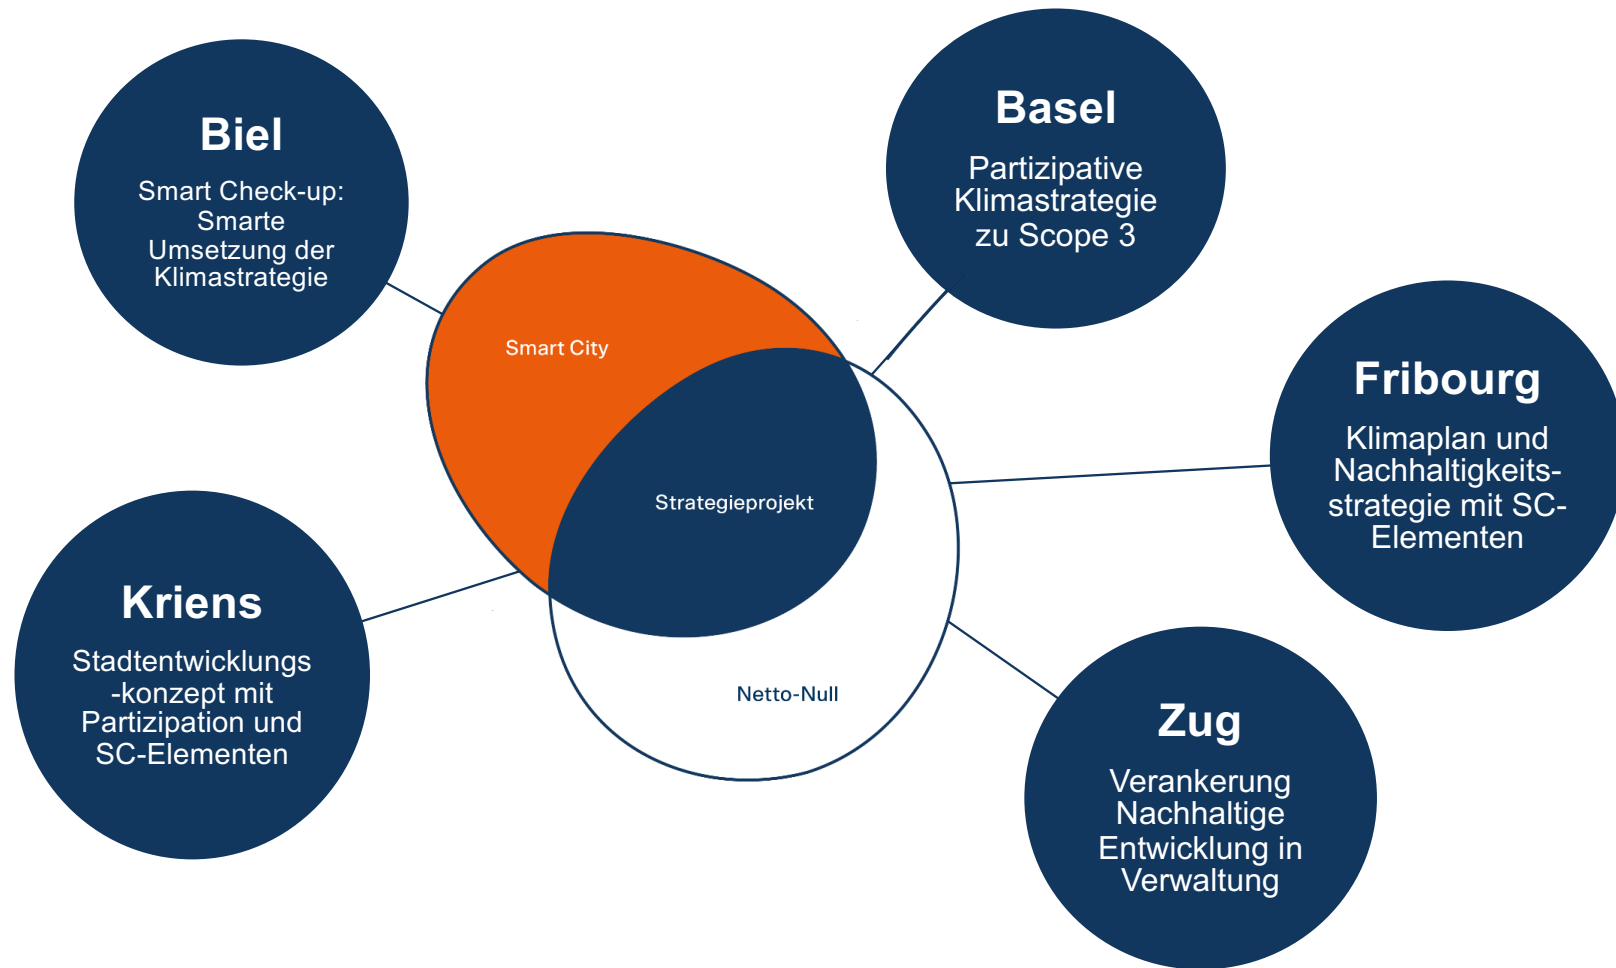 Biel
Smart Check-up:
Smarte
Umsetzung der
Klimastrategie
Basel
Partizipative
Klimastrategie
zu Scope 3
Smart City
Fribourg
Klimaplan und
Nachhaltigkeits-
strategie mit SC-
Elementen
Strategieprojekt
Kriens
Stadtentwicklungs
-konzept mit
Partizipation und
SC-Elementen
Netto-Null
Zug
Verankerung
Nachhaltige
Entwicklung in
Verwaltung